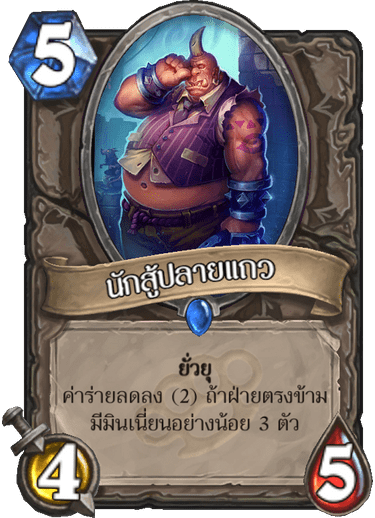 5
นักสู้ปลายแถว
ยั่วยุ
ค่าร่ายลดลง (2) ถ้าฝ่ายตรงข้าม
มีมินเนี่ยนอย่างน้อย 3 ตัว
4
5